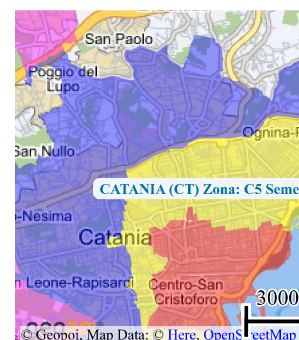 San Paolo
Poggio del
Lupo
Ognina-P
San Nullo
CATANIA (CT) Zona: C5 Seme
o-Nesima
Catania
n Leone-Rapisardi
Centro-San
Cristoforo
3000
© Geopoi, Map Data: © Here, OpenStreetMap